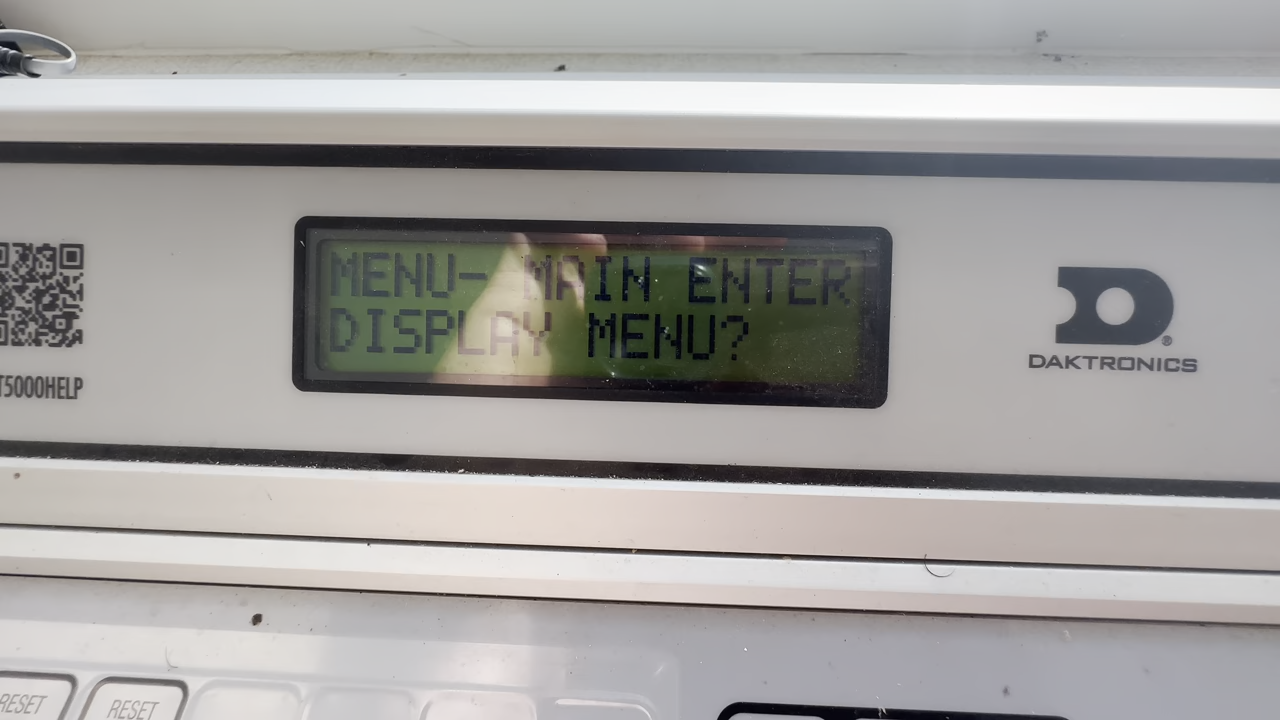 MENU- MAIN ENTER
DISPLAY MENU?
DAKTRONICS
T5000HELP
RESET
RESET